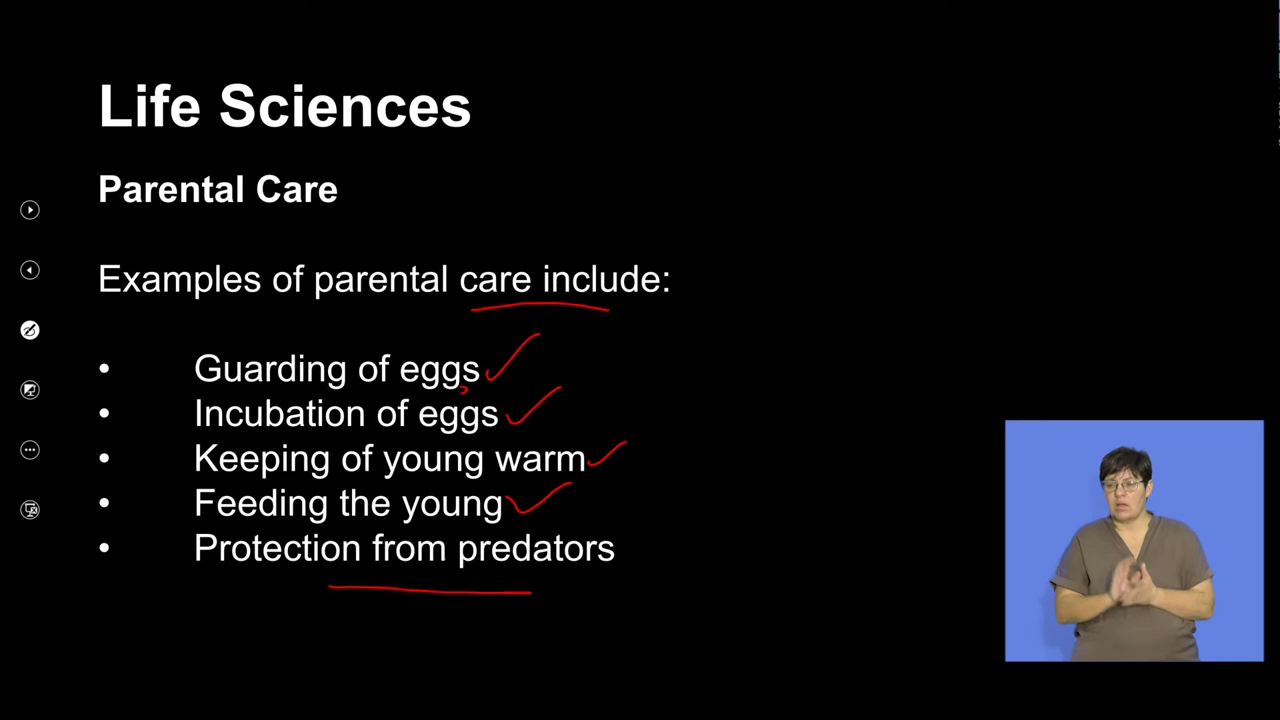 Life Sciences
Parental Care
Examples of parental care include:
• Guarding of eggs
• Incubation of eggs
• Keeping of young warm
• Feeding the young
• Protection from predators